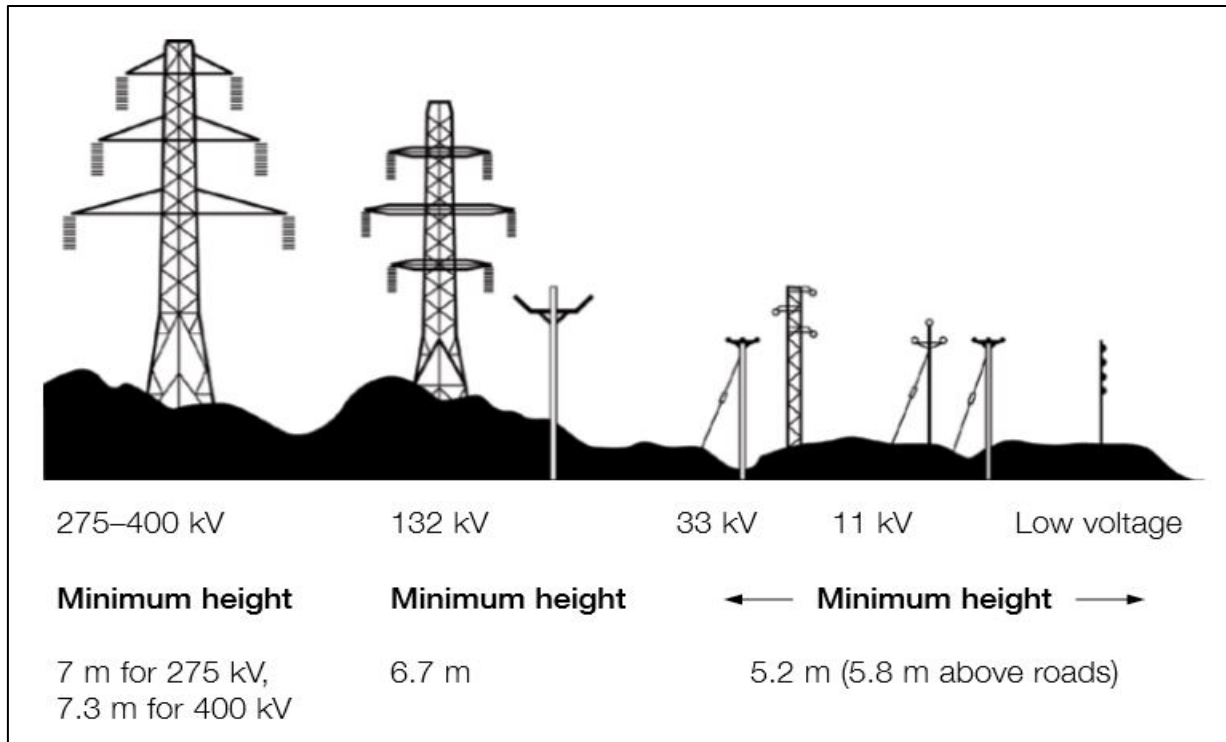 275–400 kV
132 kV
33 kV
11 kV
Low voltage
Minimum height
Minimum height
Minimum height
7 m for 275 kV,
7.3 m for 400 kV
6.7 m
5.2 m (5.8 m above roads)